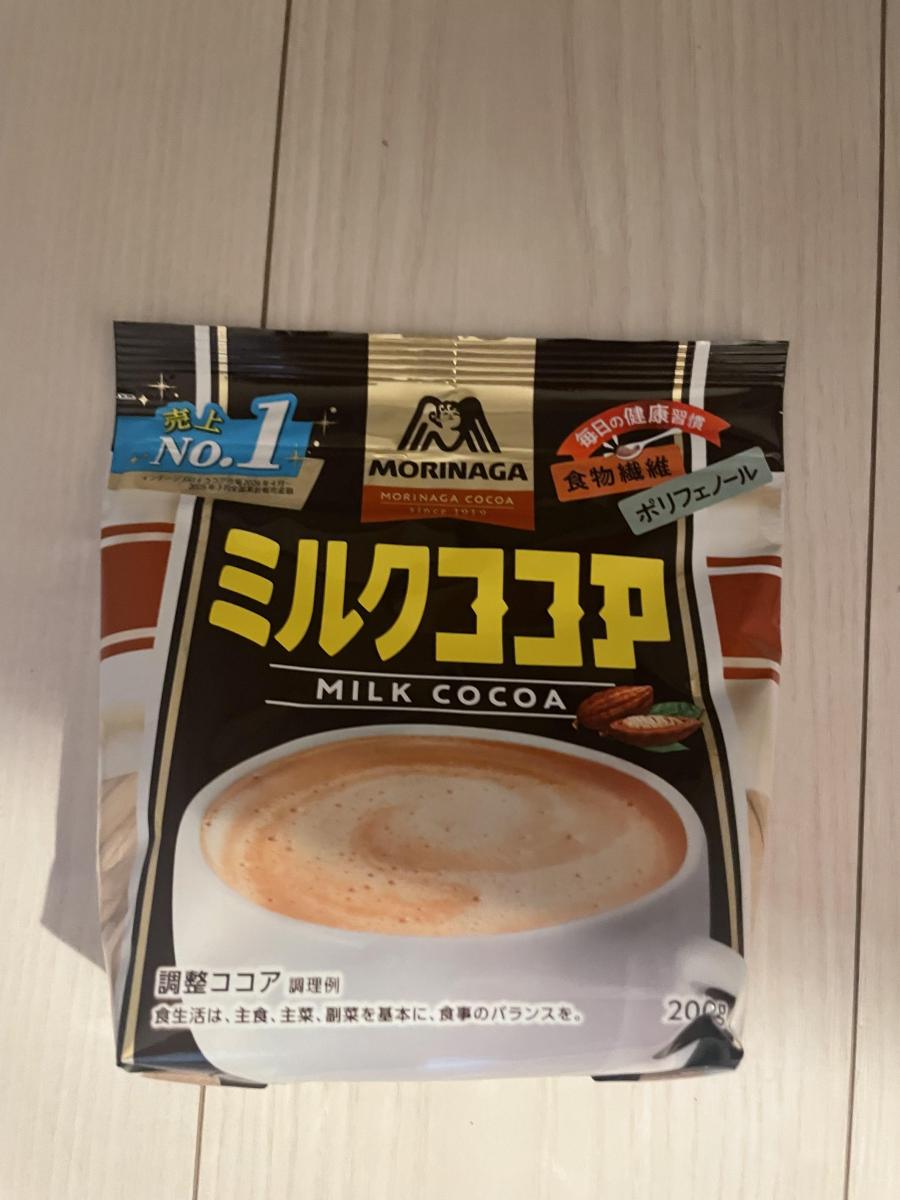 売上
No.1
MORINAGA
MORINAGA COCOA
since 1919
毎日の健康習慣
食物繊維
ポリフェノール
ミルクココア
MILK COCOA
調整ココア 調理例
食生活は、主食、主菜、副菜を基本に、食事のバランスを。
200g